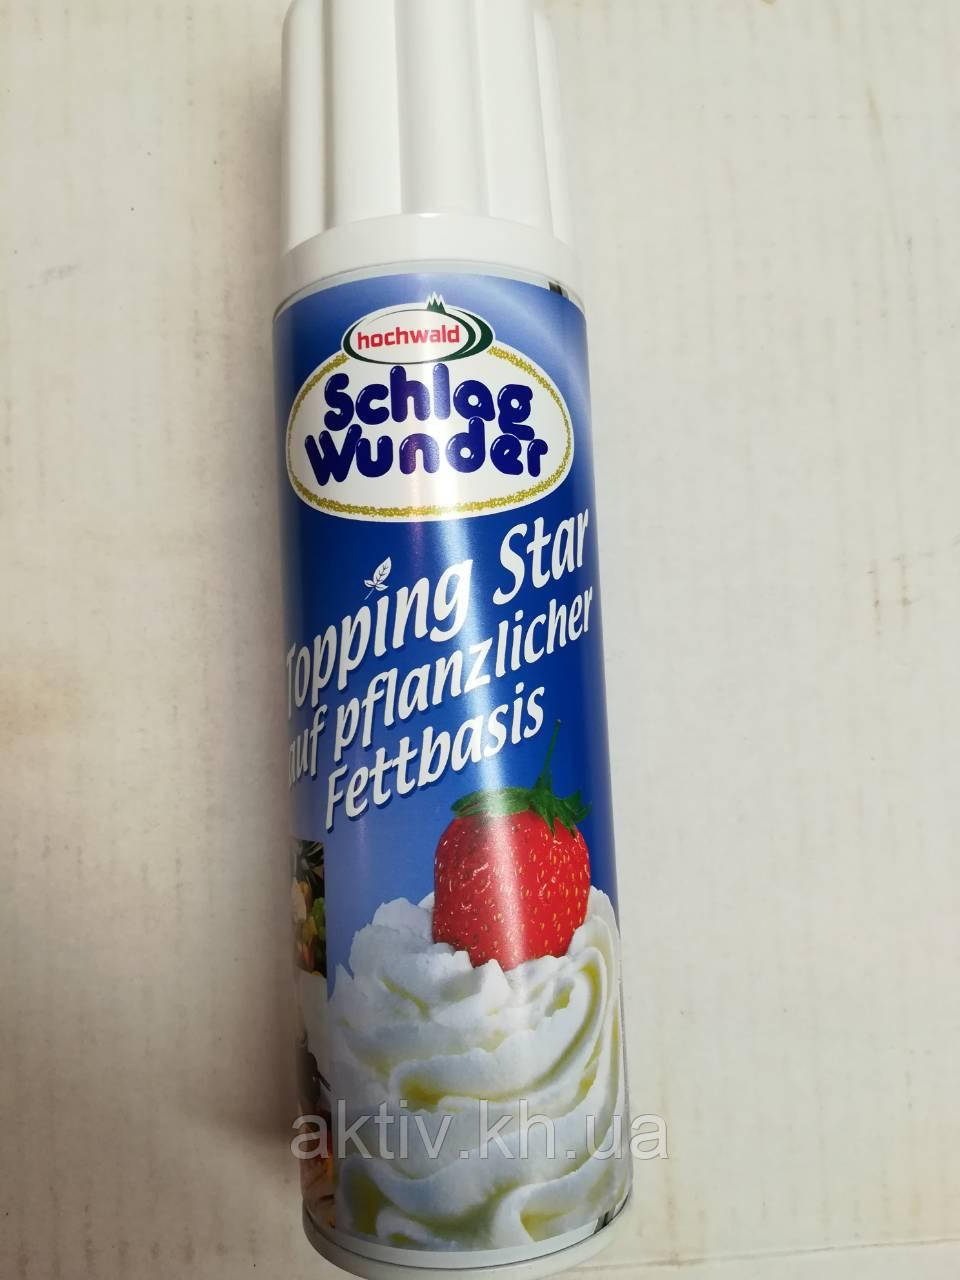 hochwald
Schlag
Wunder
Topping Star
auf pflanzlicher
Fettbasis
aktiv.kh.ua